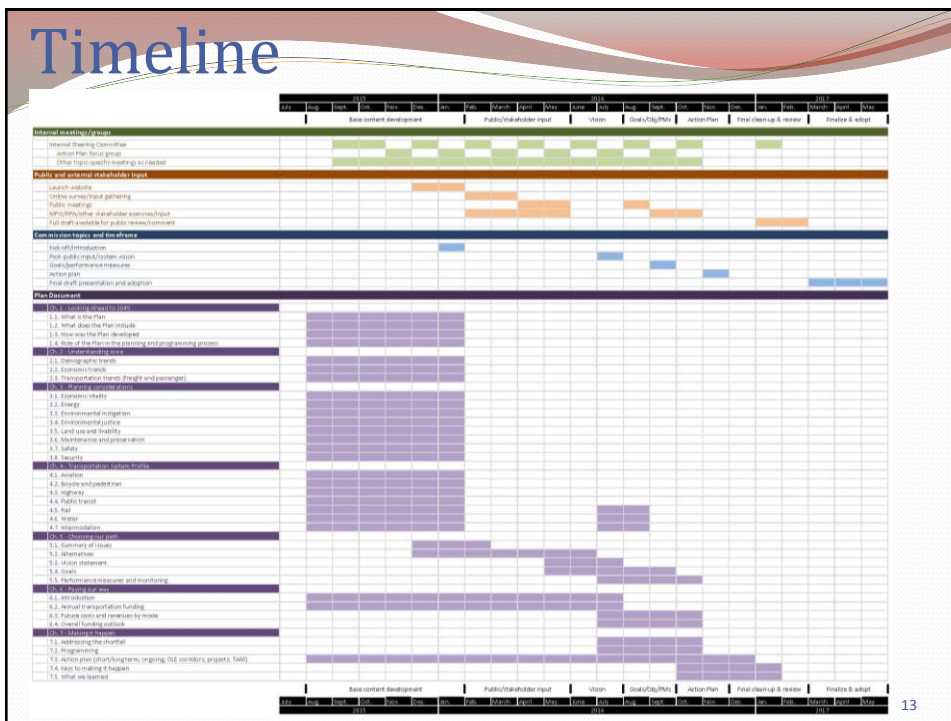 Timeline
2015 2016 2017
July Aug. Sept. Oct. Nov. Dec. Jan. Feb. March April May June July Aug. Sept. Oct. Nov. Dec. Jan. Feb. March April May
Base content development Public/stakeholder input Vision Goals/Obj/PMs Action Plan Final clean-up & review Finalize & adopt
Internal meetings/groups
Internal Steering Committee
Action Plan focus group
Other topic-specific meetings as needed
Public and external stakeholder input
Launch website
Online survey/input gathering
Public meetings
MPO/RPA/other stakeholder exercises/input
Full draft available for public review/comment
Commission topics and timeframe
Kick-off/introduction
Post-public input/system vision
Goals/performance measures
Action plan
Final draft presentation and adoption
Plan Document
Ch. 1 - Looking Ahead to 2045
1.1. What is the Plan
1.2. What does the Plan include
1.3. How was the Plan developed
1.4. Role of the Plan in the planning and programming process
Ch. 2 - Understanding Iowa
2.1. Demographic trends
2.2. Economic trends
2.3. Transportation trends (freight and passenger)
Ch. 3 - Planning considerations
3.1. Economic vitality
3.2. Energy
3.3. Environmental mitigation
3.4. Environmental justice
3.5. Land use and livability
3.6. Maintenance and preservation
3.7. Safety
3.8. Security
Ch. 4 - Transportation System Profile
4.1. Aviation
4.2. Bicycle and pedestrian
4.3. Highway
4.4. Public transit
4.5. Rail
4.6. Water
4.7. Intermodalism
Ch. 5 - Choosing our path
5.1. Summary of issues
5.2. Alternatives
5.3. Vision statement
5.4. Goals
5.5. Performance measures and monitoring
Ch. 6 - Paying our way
6.1. Introduction
6.2. Annual transportation funding
6.3. Future costs and revenues by mode
6.4. Overall funding outlook
Ch. 7 - Making it happen
7.1. Addressing the shortfall
7.2. Programming
7.3. Action plan (short/long term; ongoing; OLE corridors; projects; TAM)
7.4. Keys to making it happen
7.5. What we learned
Base content development Public/stakeholder input Vision Goals/Obj/PMs Action Plan Final clean-up & review Finalize & adopt
July Aug. Sept. Oct. Nov. Dec. Jan. Feb. March April May June July Aug. Sept. Oct. Nov. Dec. Jan. Feb. March April May
2015 2016 2017
13